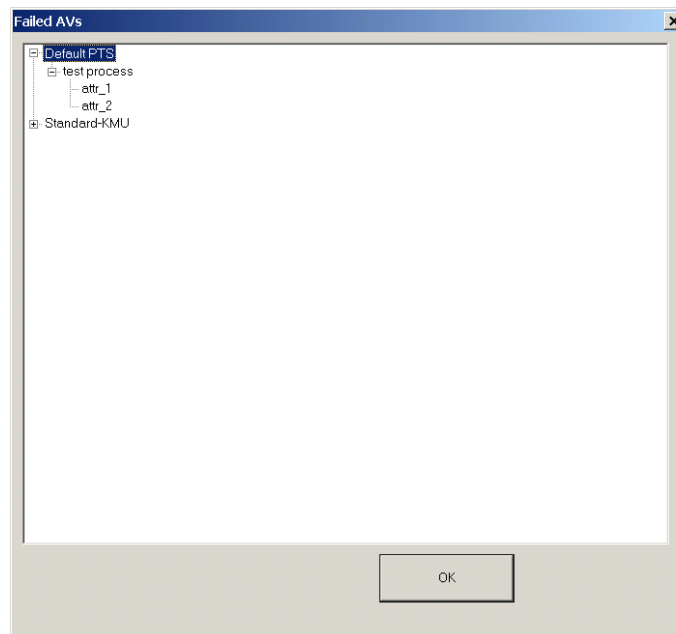 Failed AVs
Default PTS
test process
attr_1
attr_2
Standard-KMU
OK